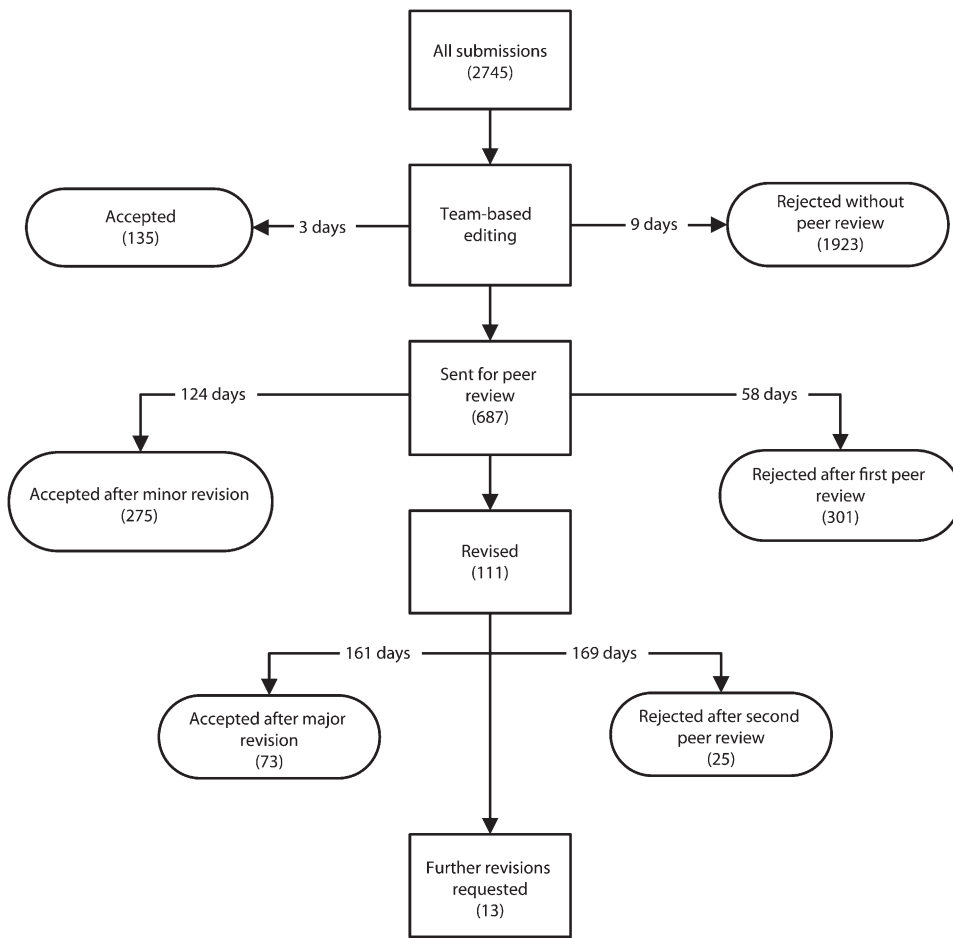 All submissions
(2745)
Team-based
editing
3 days
Accepted
(135)
9 days
Rejected without
peer review
(1923)
Sent for peer
review
(687)
124 days
Accepted after minor revision
(275)
58 days
Rejected after first peer
review
(301)
Revised
(111)
161 days
Accepted after major
revision
(73)
169 days
Rejected after second
peer review
(25)
Further revisions
requested
(13)